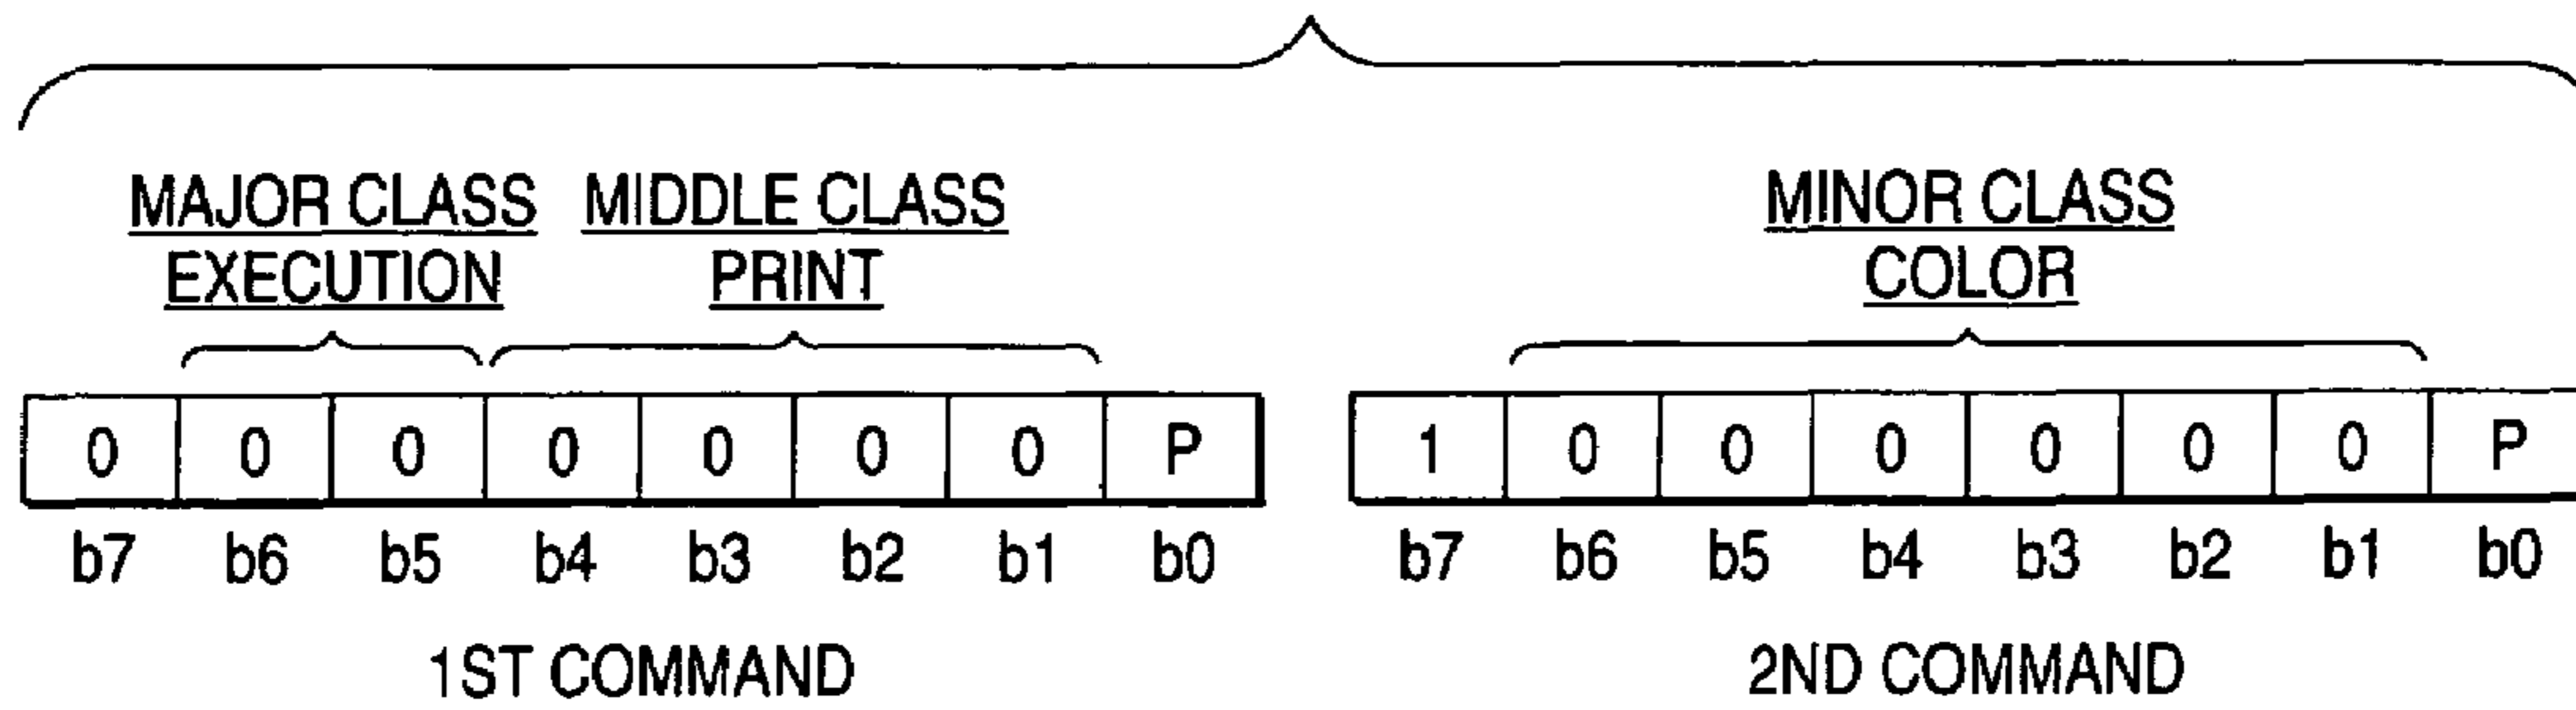 MAJOR CLASS MIDDLE CLASS MINOR CLASS
EXECUTION PRINT COLOR
0 0 0 0 0 0 0 P 1 0 0 0 0 0 0 P
b7 b6 b5 b4 b3 b2 b1 b0 b7 b6 b5 b4 b3 b2 b1 b0
1ST COMMAND 2ND COMMAND